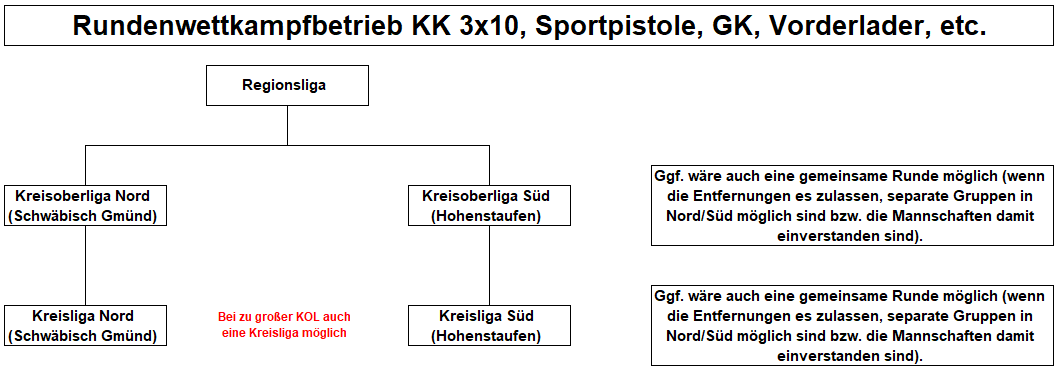 Rundenwettkampfbetrieb KK 3x10, Sportpistole, GK, Vorderlader, etc.
Regionsliga
Kreisoberliga Nord
(Schwäbisch Gmünd)
Kreisoberliga Süd
(Hohenstaufen)
Ggf. wäre auch eine gemeinsame Runde möglich (wenn
die Entfernungen es zulassen, separate Gruppen in
Nord/Süd möglich sind bzw. die Mannschaften damit
einverstanden sind).
Kreisliga Nord
(Schwäbisch Gmünd)
Bei zu großer KOL auch
eine Kreisliga möglich
Kreisliga Süd
(Hohenstaufen)
Ggf. wäre auch eine gemeinsame Runde möglich (wenn
die Entfernungen es zulassen, separate Gruppen in
Nord/Süd möglich sind bzw. die Mannschaften damit
einverstanden sind).